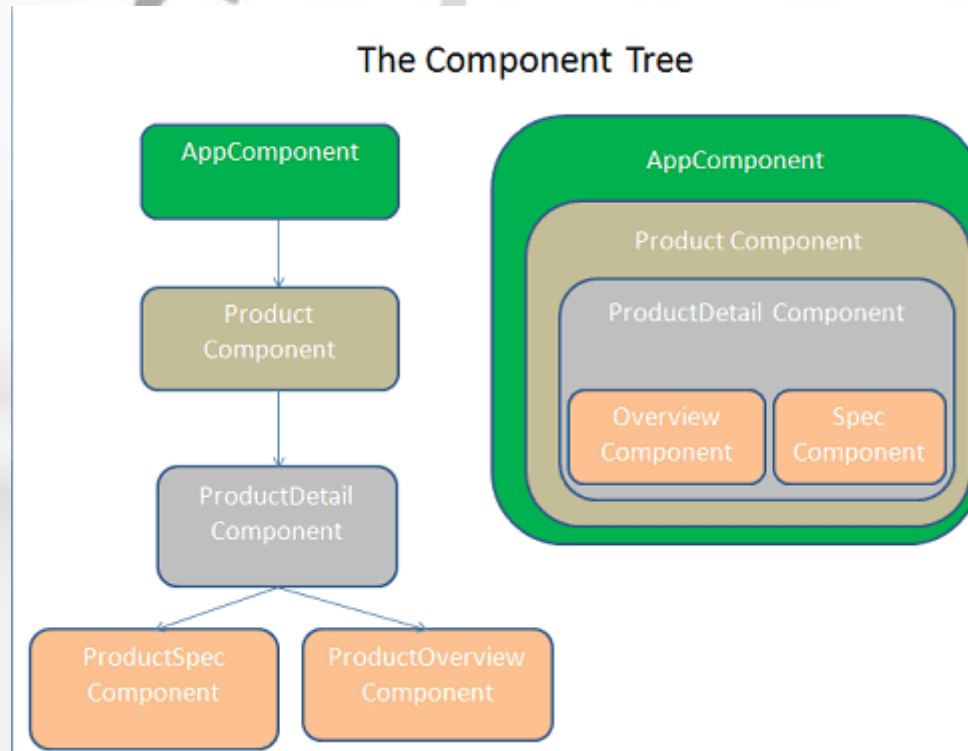 The Component Tree
AppComponent
Product
Component
ProductDetail
Component
ProductSpec
Component
ProductOverview
Component
AppComponent
Product Component
ProductDetail Component
Overview
Component
Spec
Component